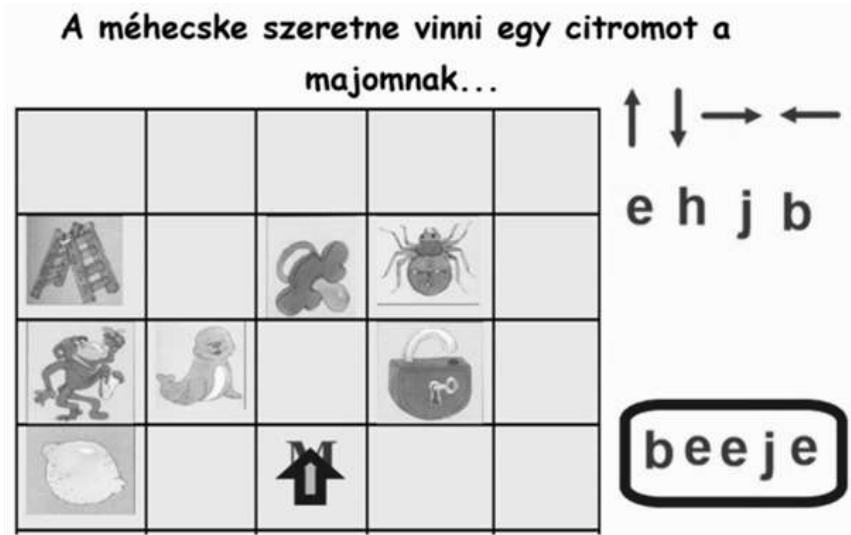 A méhecske szeretne vinni egy citromot a
majomnak...
e h j b
M
b e e j e